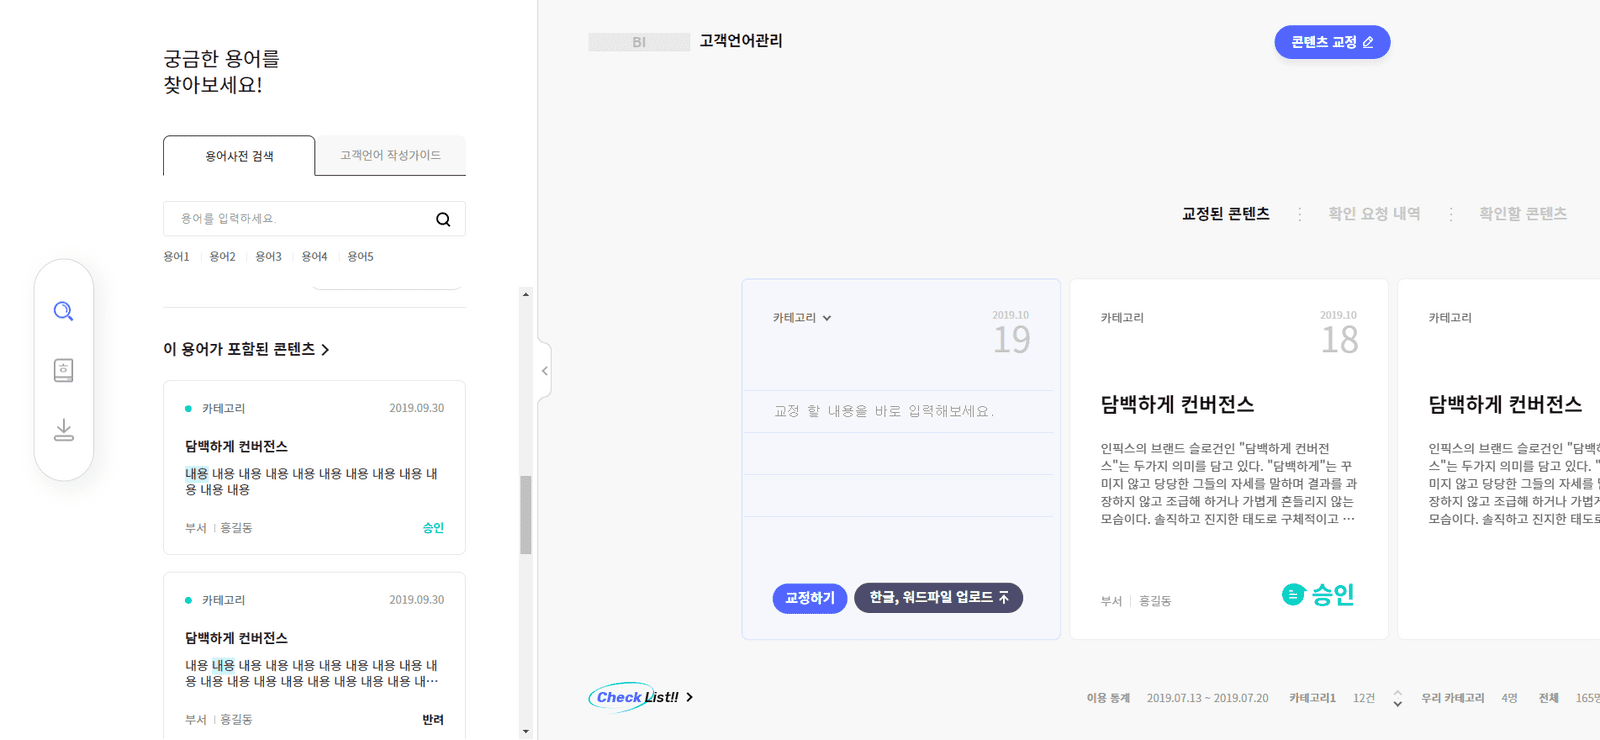 궁금한 용어를
찾아보세요!
용어사전 검색
고객언어 작성가이드
용어를 입력하세요.
용어1
용어2
용어3
용어4
용어5
이 용어가 포함된 콘텐츠
카테고리
2019.09.30
담백하게 컨버전스
내용 내용 내용 내용 내용 내용 내용 내용 내용 내
용 내용 내용
부서
홍길동
승인
카테고리
2019.09.30
담백하게 컨버전스
내용 내용 내용 내용 내용 내용 내용 내용 내용 내
용 내용 내용 내용 내용 내용 내용 내용 내용 내…
부서
홍길동
반려
BI
고객언어관리
콘텐츠 교정
교정된 콘텐츠
확인 요청 내역
확인할 콘텐츠
카테고리
2019.10
19
교정 할 내용을 바로 입력해보세요.
교정하기
한글, 워드파일 업로드
카테고리
2019.10
18
담백하게 컨버전스
인픽스의 브랜드 슬로건인 "담백하게 컨버전
스"는 두가지 의미를 담고 있다. "담백하게"는 꾸
미지 않고 당당한 그들의 자세를 말하며 결과를 과
장하지 않고 조급해 하거나 가볍게 흔들리지 않는
모습이다. 솔직하고 진지한 태도로 구체적이고 …
부서
홍길동
승인
카테고리
담백하게 컨버전스
인픽스의 브랜드 슬로건인 "담백하
스"는 두가지 의미를 담고 있다. "
미지 않고 당당한 그들의 자세를 말
장하지 않고 조급해 하거나 가볍게
모습이다. 솔직하고 진지한 태도로
부서
홍길동
Check List!!
이용 통계
2019.07.13 ~ 2019.07.20
카테고리1
12건
우리 카테고리
4명
전체
165명